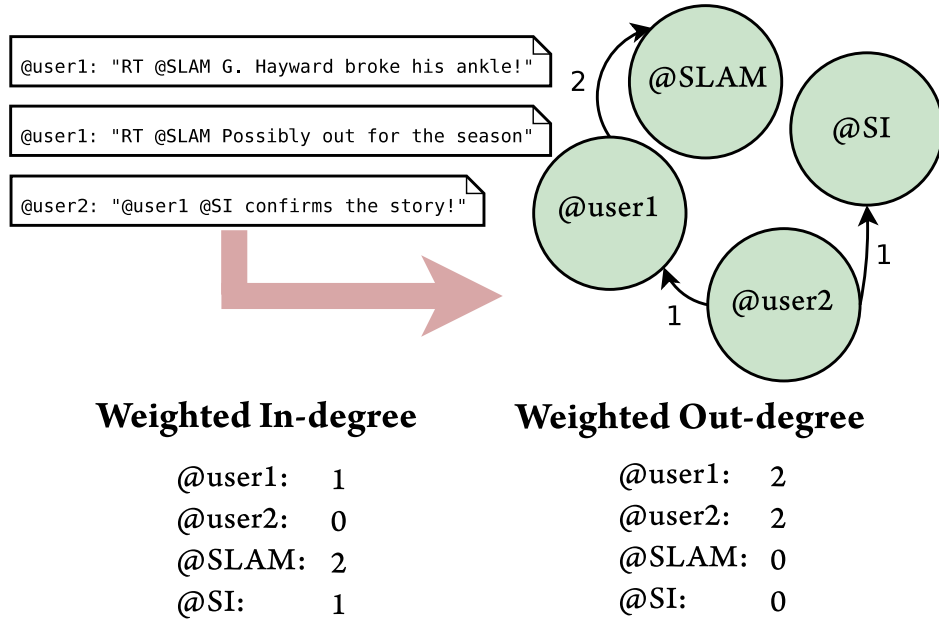 @user1: "RT @SLAM G. Hayward broke his ankle!"
@user1: "RT @SLAM Possibly out for the season"
@user2: "@user1 @SI confirms the story!"
2
@SLAM
@SI
@user1
1
@user2
1
Weighted In-degree
@user1: 1
@user2: 0
@SLAM: 2
@SI: 1
Weighted Out-degree
@user1: 2
@user2: 2
@SLAM: 0
@SI: 0